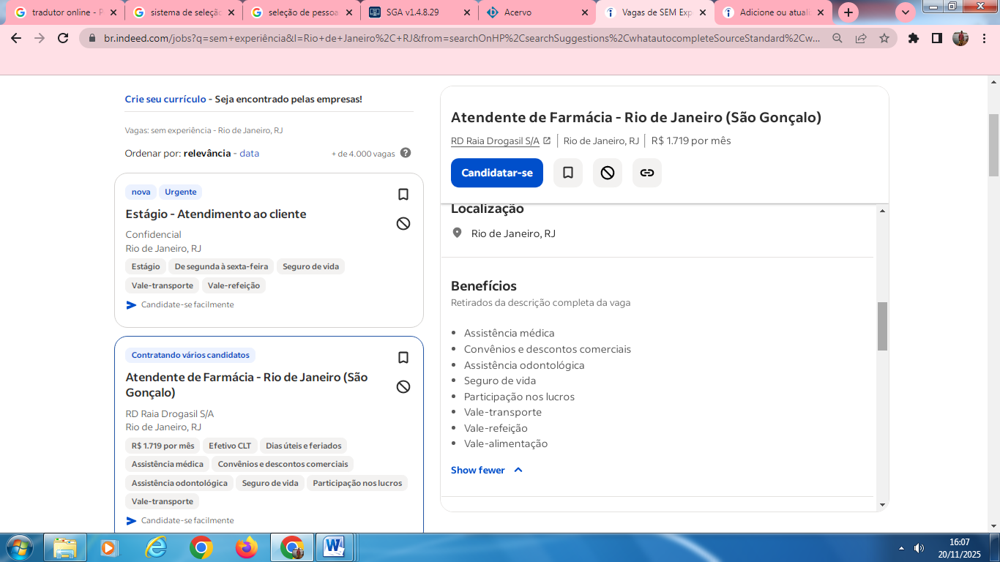 tradutor online - P
sistema de seleçã
seleção de pessoa
SGA v1.4.8.29
Acervo
Vagas de SEM Exp
Adicione ou atuali
br.indeed.com/jobs?q=sem+experiência&l=Rio+de+Janeiro%2C+RJ&from=searchOnHP%2CsearchSuggestions%2CwhatautocompleteSourceStandard%2Cw...
Crie seu currículo - Seja encontrado pelas empresas!
Vagas: sem experiência - Rio de Janeiro, RJ
Ordenar por: relevância - data
+ de 4.000 vagas
nova
Urgente
Estágio - Atendimento ao cliente
Confidencial
Rio de Janeiro, RJ
Estágio
De segunda à sexta-feira
Seguro de vida
Vale-transporte
Vale-refeição
Candidate-se facilmente
Contratando vários candidatos
Atendente de Farmácia - Rio de Janeiro (São
Gonçalo)
RD Raia Drogasil S/A
Rio de Janeiro, RJ
R$ 1.719 por mês
Efetivo CLT
Dias úteis e feriados
Assistência médica
Convênios e descontos comerciais
Assistência odontológica
Seguro de vida
Participação nos lucros
Vale-transporte
Candidate-se facilmente
Atendente de Farmácia - Rio de Janeiro (São Gonçalo)
RD Raia Drogasil S/A
Rio de Janeiro, RJ
R$ 1.719 por mês
Candidatar-se
Localização
Rio de Janeiro, RJ
Benefícios
Retirados da descrição completa da vaga
Assistência médica
Convênios e descontos comerciais
Assistência odontológica
Seguro de vida
Participação nos lucros
Vale-transporte
Vale-refeição
Vale-alimentação
Show fewer
16:07
20/11/2025